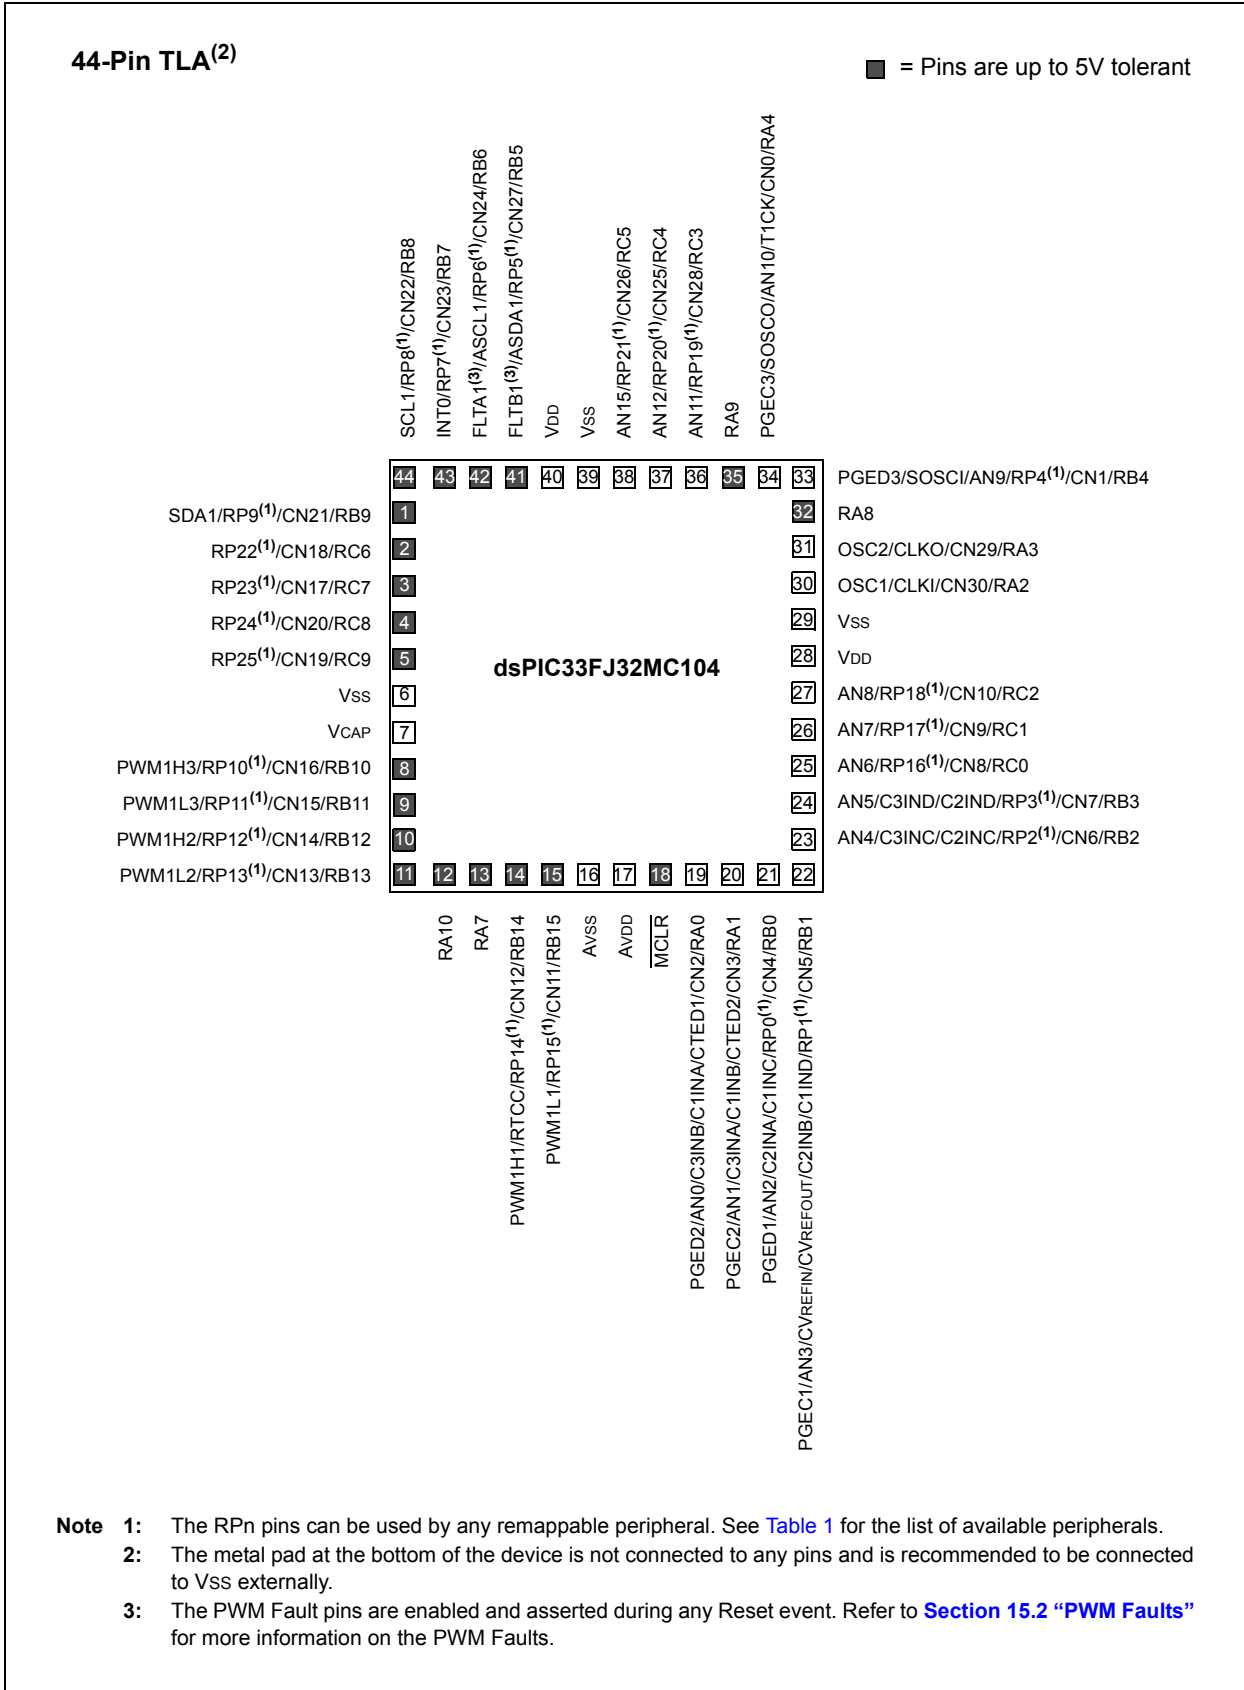 44-Pin TLA(2)
= Pins are up to 5V tolerant
SCL1/RP8(1)/CN22/RB8
INT0/RP7(1)/CN23/RB7
FLTA1(3)/ASCL1/RP6(1)/CN24/RB6
FLTB1(3)/ASDA1/RP5(1)/CN27/RB5
VDD
VSS
AN15/RP21(1)/CN26/RC5
AN12/RP20(1)/CN25/RC4
AN11/RP19(1)/CN28/RC3
RA9
PGEC3/SOSCO/AN10/T1CK/CN0/RA4
44 43 42 41 40 39 38 37 36 35 34 33 PGED3/SOSCI/AN9/RP4(1)/CN1/RB4
SDA1/RP9(1)/CN21/RB9 1 32 RA8
RP22(1)/CN18/RC6 2 31 OSC2/CLKO/CN29/RA3
RP23(1)/CN17/RC7 3 30 OSC1/CLKI/CN30/RA2
RP24(1)/CN20/RC8 4 29 VSS
RP25(1)/CN19/RC9 5 dsPIC33FJ32MC104 28 VDD
VSS 6 27 AN8/RP18(1)/CN10/RC2
VCAP 7 26 AN7/RP17(1)/CN9/RC1
PWM1H3/RP10(1)/CN16/RB10 8 25 AN6/RP16(1)/CN8/RC0
PWM1L3/RP11(1)/CN15/RB11 9 24 AN5/C3IND/C2IND/RP3(1)/CN7/RB3
PWM1H2/RP12(1)/CN14/RB12 10 23 AN4/C3INC/C2INC/RP2(1)/CN6/RB2
PWM1L2/RP13(1)/CN13/RB13 11 12 13 14 15 16 17 18 19 20 21 22
RA10
RA7
PWM1H1/RTCC/RP14(1)/CN12/RB14
PWM1L1/RP15(1)/CN11/RB15
AVSS
AVDD
MCLR
PGED2/AN0/C3INB/C1INA/CTED1/CN2/RA0
PGEC2/AN1/C3INA/C1INB/CTED2/CN3/RA1
PGED1/AN2/C2INA/C1INC/RP0(1)/CN4/RB0
PGEC1/AN3/CVREFIN/CVREFOUT/C2INB/C1IND/RP1(1)/CN5/RB1
Note 1: The RPn pins can be used by any remappable peripheral. See Table 1 for the list of available peripherals.
2: The metal pad at the bottom of the device is not connected to any pins and is recommended to be connected
to VSS externally.
3: The PWM Fault pins are enabled and asserted during any Reset event. Refer to Section 15.2 “PWM Faults”
for more information on the PWM Faults.